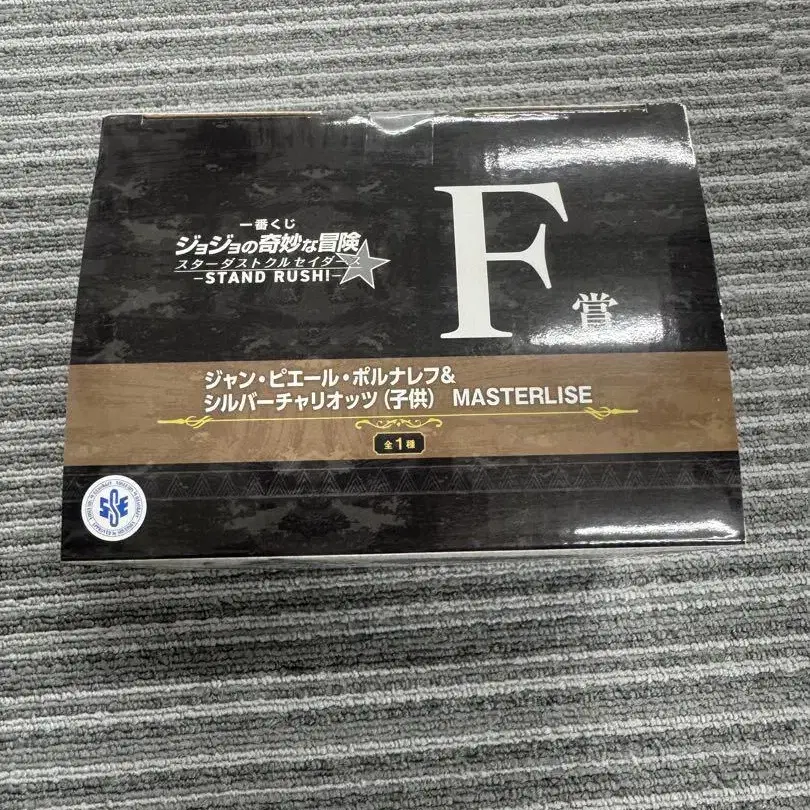 一番くじ
ジョジョの奇妙な冒険
スターダストクルセイダース
-STAND RUSH!-
F賞
ジャン・ピエール・ポルナレフ&
シルバーチャリオッツ(子供) MASTERLISE
全1種